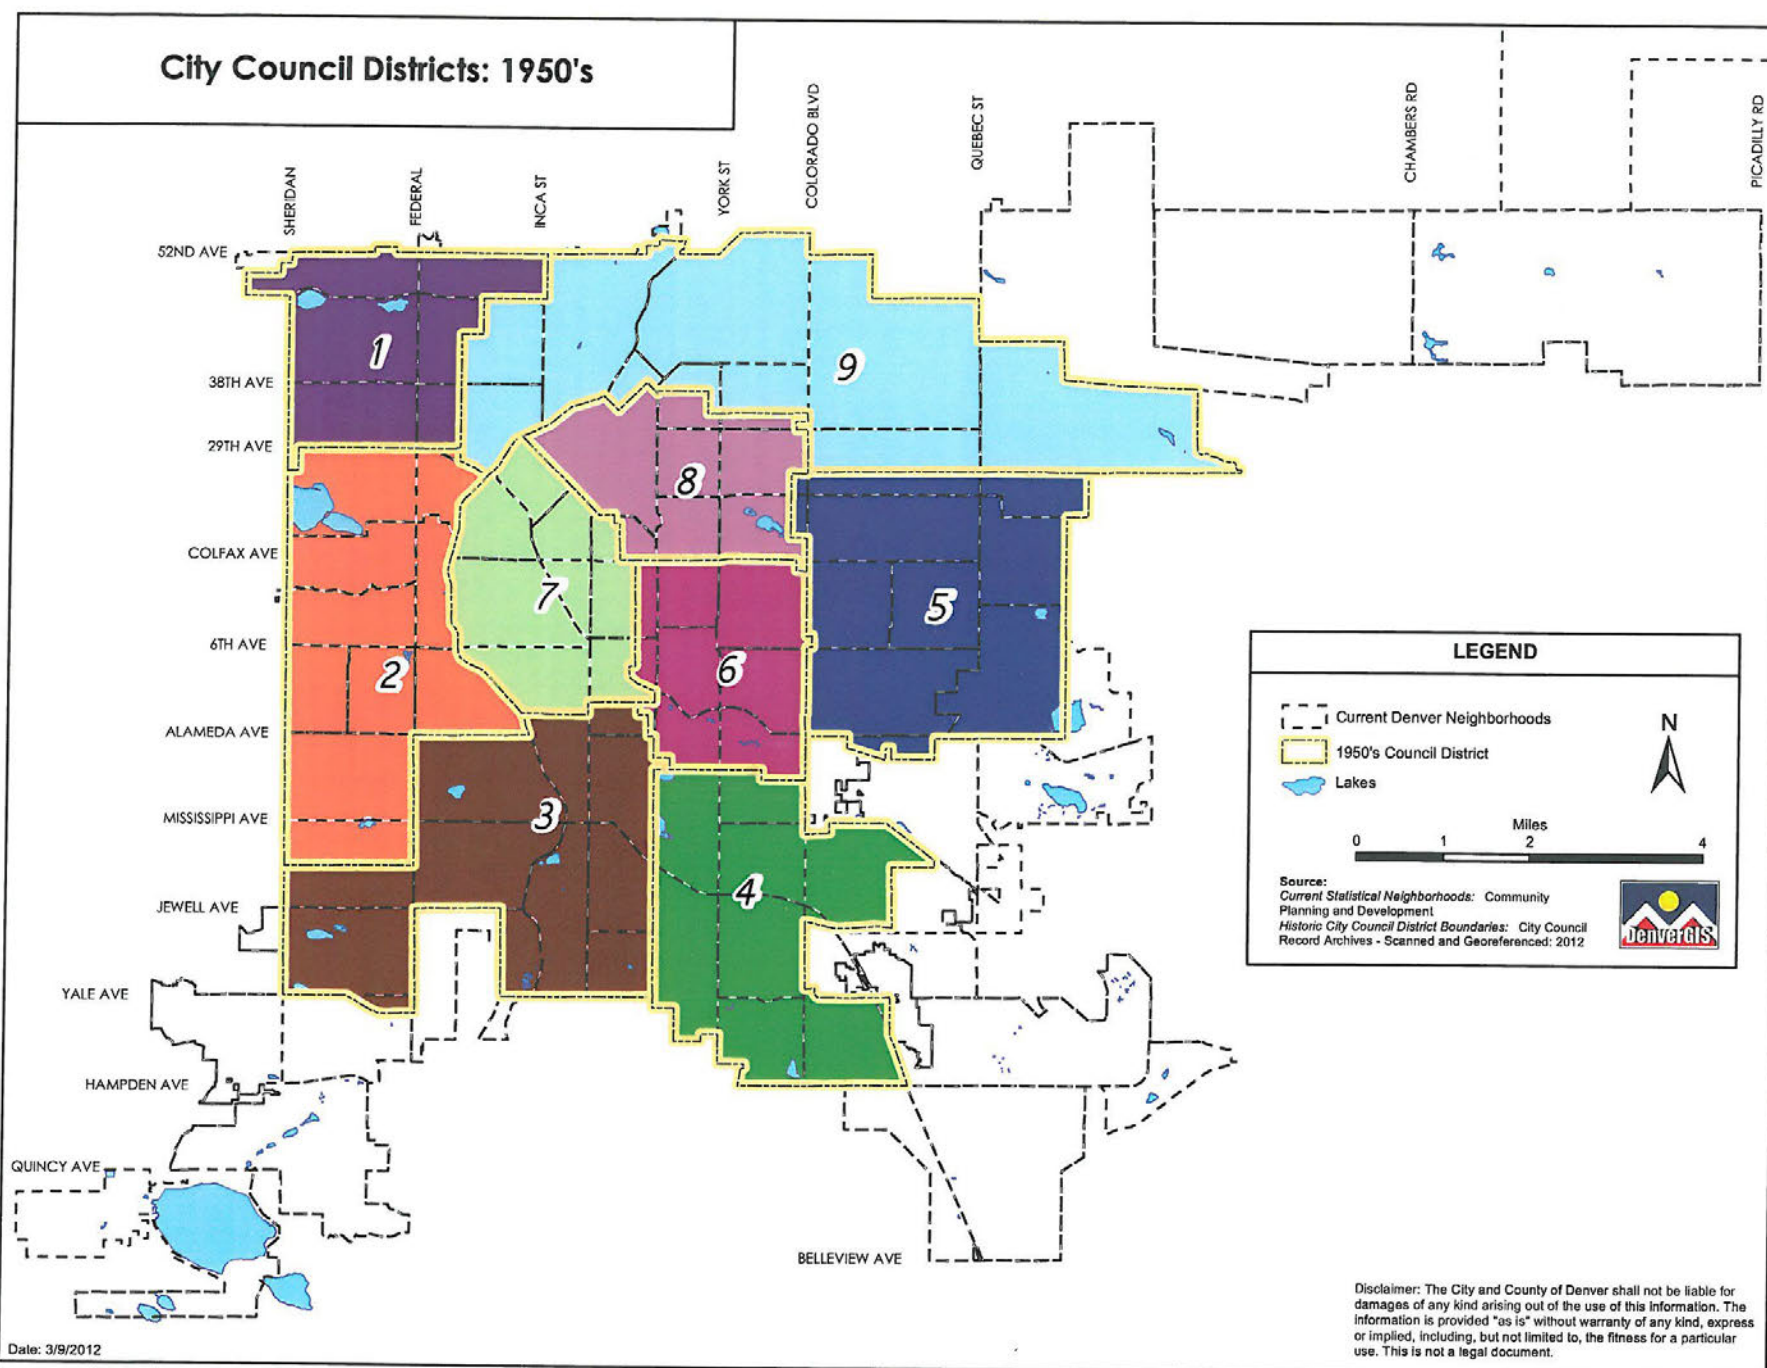 City Council Districts: 1950's
SHERIDAN
FEDERAL
INCA ST
YORK ST
COLORADO BLVD
QUEBEC ST
CHAMBERS RD
PICADILLY RD
52ND AVE
38TH AVE
29TH AVE
COLFAX AVE
6TH AVE
ALAMEDA AVE
MISSISSIPPI AVE
JEWELL AVE
YALE AVE
HAMPDEN AVE
QUINCY AVE
BELLEVIEW AVE
1
9
8
7
5
2
6
3
4
LEGEND
Current Denver Neighborhoods
1950's Council District
Lakes
N
Miles
0 1 2 4
Source:
Current Statistical Neighborhoods: Community
Planning and Development
Historic City Council District Boundaries: City Council
Record Archives - Scanned and Georeferenced: 2012
DenverGIS
Disclaimer: The City and County of Denver shall not be liable for
damages of any kind arising out of the use of this information. The
information is provided "as is" without warranty of any kind, express
or implied, including, but not limited to, the fitness for a particular
use. This is not a legal document.
Date: 3/9/2012